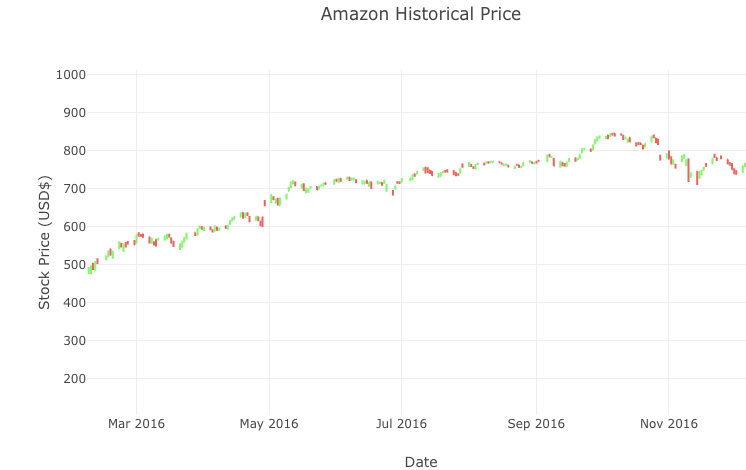 Amazon Historical Price
1000
900
800
700
600
500
400
300
200
Stock Price (USD$)
Mar 2016
May 2016
Jul 2016
Sep 2016
Nov 2016
Date